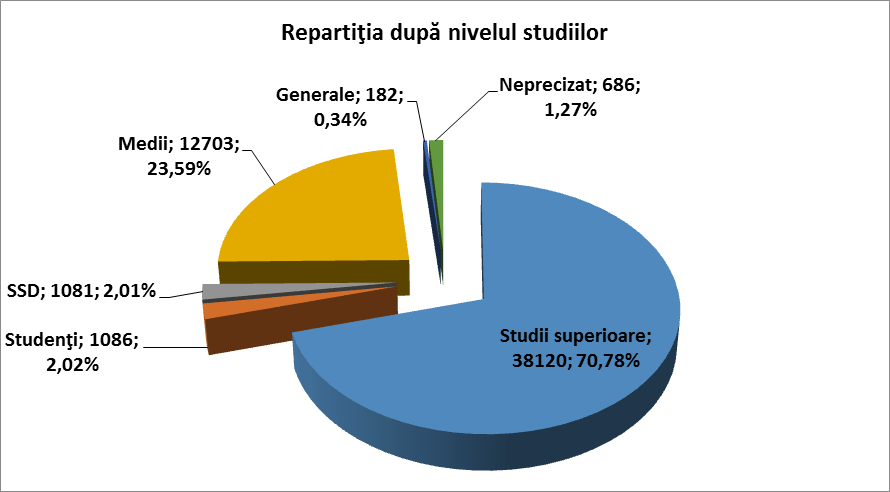 Repartiţia după nivelul studiilor
Generale; 182;
0,34%
Neprecizat; 686;
1,27%
Medii; 12703;
23,59%
SSD; 1081; 2,01%
Studenţi; 1086;
2,02%
Studii superioare;
38120; 70,78%